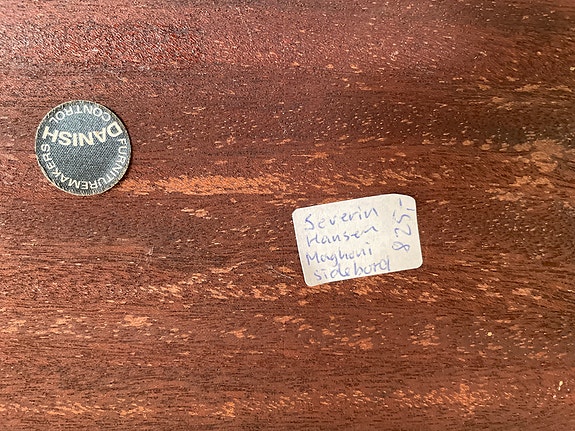 DANISH
FURNITUREMAKERS
CONTROL
Severin
Hansen
Maghoni
sidebord
825,-